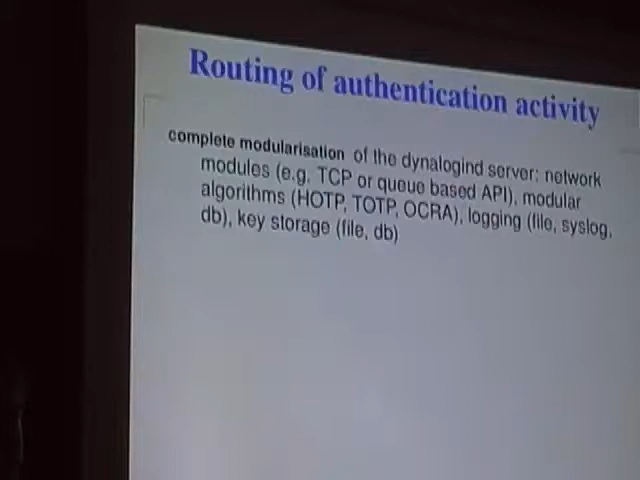 Routing of authentication activity
complete modularisation of the dynalogind server: network
modules (e.g. TCP or queue based API), modular
algorithms (HOTP, TOTP, OCRA), logging (file, syslog,
db), key storage (file, db)